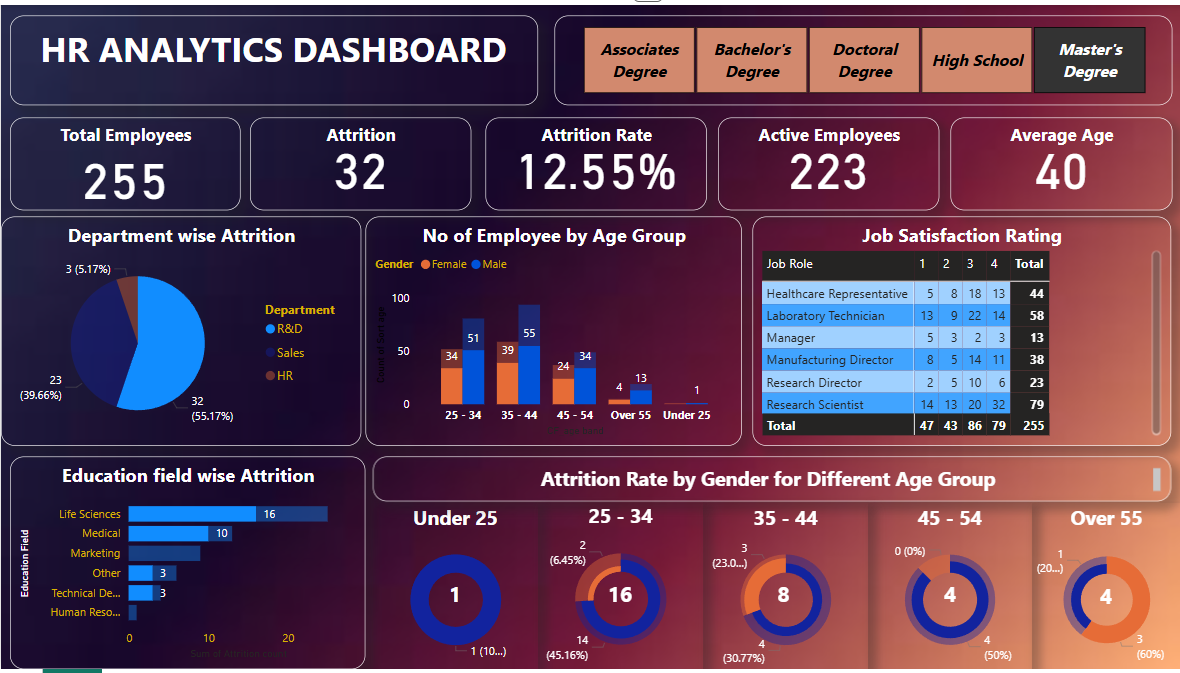 HR ANALYTICS DASHBOARD
Associates
Degree
Bachelor's
Degree
Doctoral
Degree
High School
Master's
Degree
Total Employees
255
Attrition
32
Attrition Rate
12.55%
Active Employees
223
Average Age
40
Department wise Attrition
3 (5.17%)
23
(39.66%)
32
(55.17%)
Department
R&D
Sales
HR
No of Employee by Age Group
Gender Female Male
Count of Sort age
100
50
0
34
51
39
55
24
34
4
13
1
25 - 34
35 - 44
45 - 54
Over 55
Under 25
Job Satisfaction Rating
Job Role 1 2 3 4 Total
Healthcare Representative 5 8 18 13 44
Laboratory Technician 13 9 22 14 58
Manager 5 3 2 3 13
Manufacturing Director 8 5 14 11 38
Research Director 2 5 10 6 23
Research Scientist 14 13 20 32 79
Total 47 43 86 79 255
Education field wise Attrition
Education Field
Life Sciences 16
Medical 10
Marketing
Other 3
Technical De... 3
Human Reso...
0 10 20
Sum of Attrition count
Attrition Rate by Gender for Different Age Group
Under 25
1
1 (10...)
25 - 34
2
(6.45%)
16
14
(45.16%)
35 - 44
3
(23.0...)
8
4
(30.77%)
45 - 54
0 (0%)
4
4
(50%)
Over 55
1
(20...)
4
3
(60%)